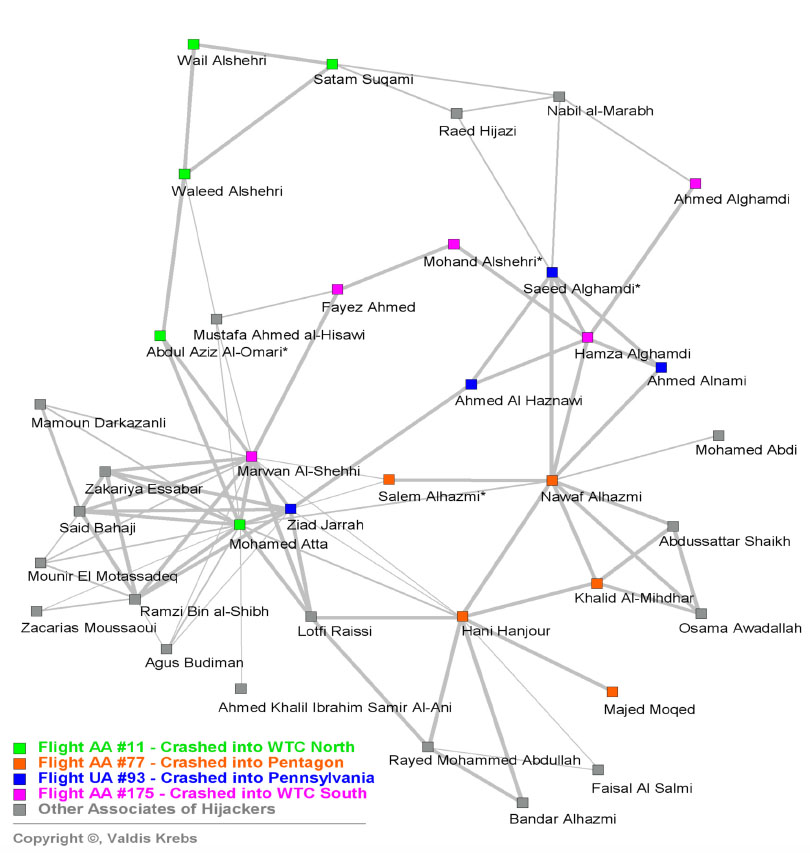 Wail Alshehri
Satam Suqami
Nabil al-Marabh
Raed Hijazi
Waleed Alshehri
Ahmed Alghamdi
Mohand Alshehri*
Saeed Alghamdi*
Fayez Ahmed
Mustafa Ahmed al-Hisawi
Abdul Aziz Al-Omari*
Hamza Alghamdi
Ahmed Alnami
Ahmed Al Haznawi
Mamoun Darkazanli
Mohamed Abdi
Marwan Al-Shehhi
Zakariya Essabar
Salem Alhazmi*
Nawaf Alhazmi
Said Bahaji
Ziad Jarrah
Mohamed Atta
Abdussattar Shaikh
Mounir El Motassadeq
Khalid Al-Mihdhar
Ramzi Bin al-Shibh
Zacarias Moussaoui
Lotfi Raissi
Hani Hanjour
Osama Awadallah
Agus Budiman
Ahmed Khalil Ibrahim Samir Al-Ani
Majed Moqed
Rayed Mohammed Abdullah
Faisal Al Salmi
Bandar Alhazmi
Flight AA #11 - Crashed into WTC North
Flight AA #77 - Crashed into Pentagon
Flight UA #93 - Crashed into Pennsylvania
Flight AA #175 - Crashed into WTC South
Other Associates of Hijackers
Copyright ©, Valdis Krebs